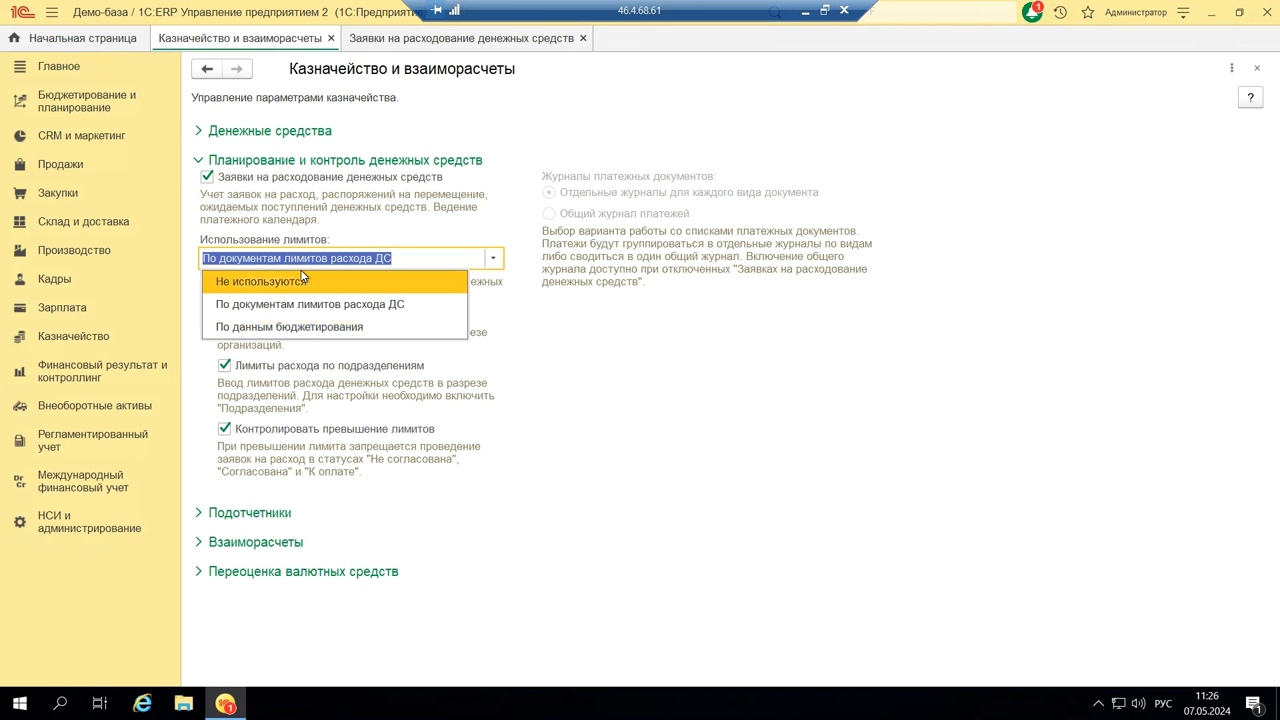 Демо-база / 1С:ERP Управление предприятием 2 (1С:Предприяти
46.4.68.61
1
Администратор
Начальная страница
Казначейство и взаиморасчеты ×
Заявки на расходование денежных средств ×
Главное
Бюджетирование и
планирование
CRM и маркетинг
Продажи
Закупки
Склад и доставка
Производство
Кадры
Зарплата
Казначейство
Финансовый результат и
контроллинг
Внеоборотные активы
Регламентированный
учет
Dr
Cr
Международный
финансовый учет
НСИ и
администрирование
Казначейство и взаиморасчеты
?
Управление параметрами казначейства.
Денежные средства
Планирование и контроль денежных средств
Заявки на расходование денежных средств
Учет заявок на расход, распоряжений на перемещение,
ожидаемых поступлений денежных средств. Ведение
платежного календаря.
Использование лимитов:
По документам лимитов расхода ДС
Не используются
ежных
По документам лимитов расхода ДС
По данным бюджетирования
езе
организаций.
Лимиты расхода по подразделениям
Ввод лимитов расхода денежных средств в разрезе
подразделений. Для настройки необходимо включить
"Подразделения".
Контролировать превышение лимитов
При превышении лимита запрещается проведение
заявок на расход в статусах "Не согласована",
"Согласована" и "К оплате".
Подотчетники
Взаиморасчеты
Переоценка валютных средств
Журналы платежных документов:
Отдельные журналы для каждого вида документа
Общий журнал платежей
Выбор варианта работы со списками платежных документов.
Платежи будут группироваться в отдельные журналы по видам
либо сводиться в один общий журнал. Включение общего
журнала доступно при отключенных "Заявках на расходование
денежных средств".
1
РУС
11:26
07.05.2024
1